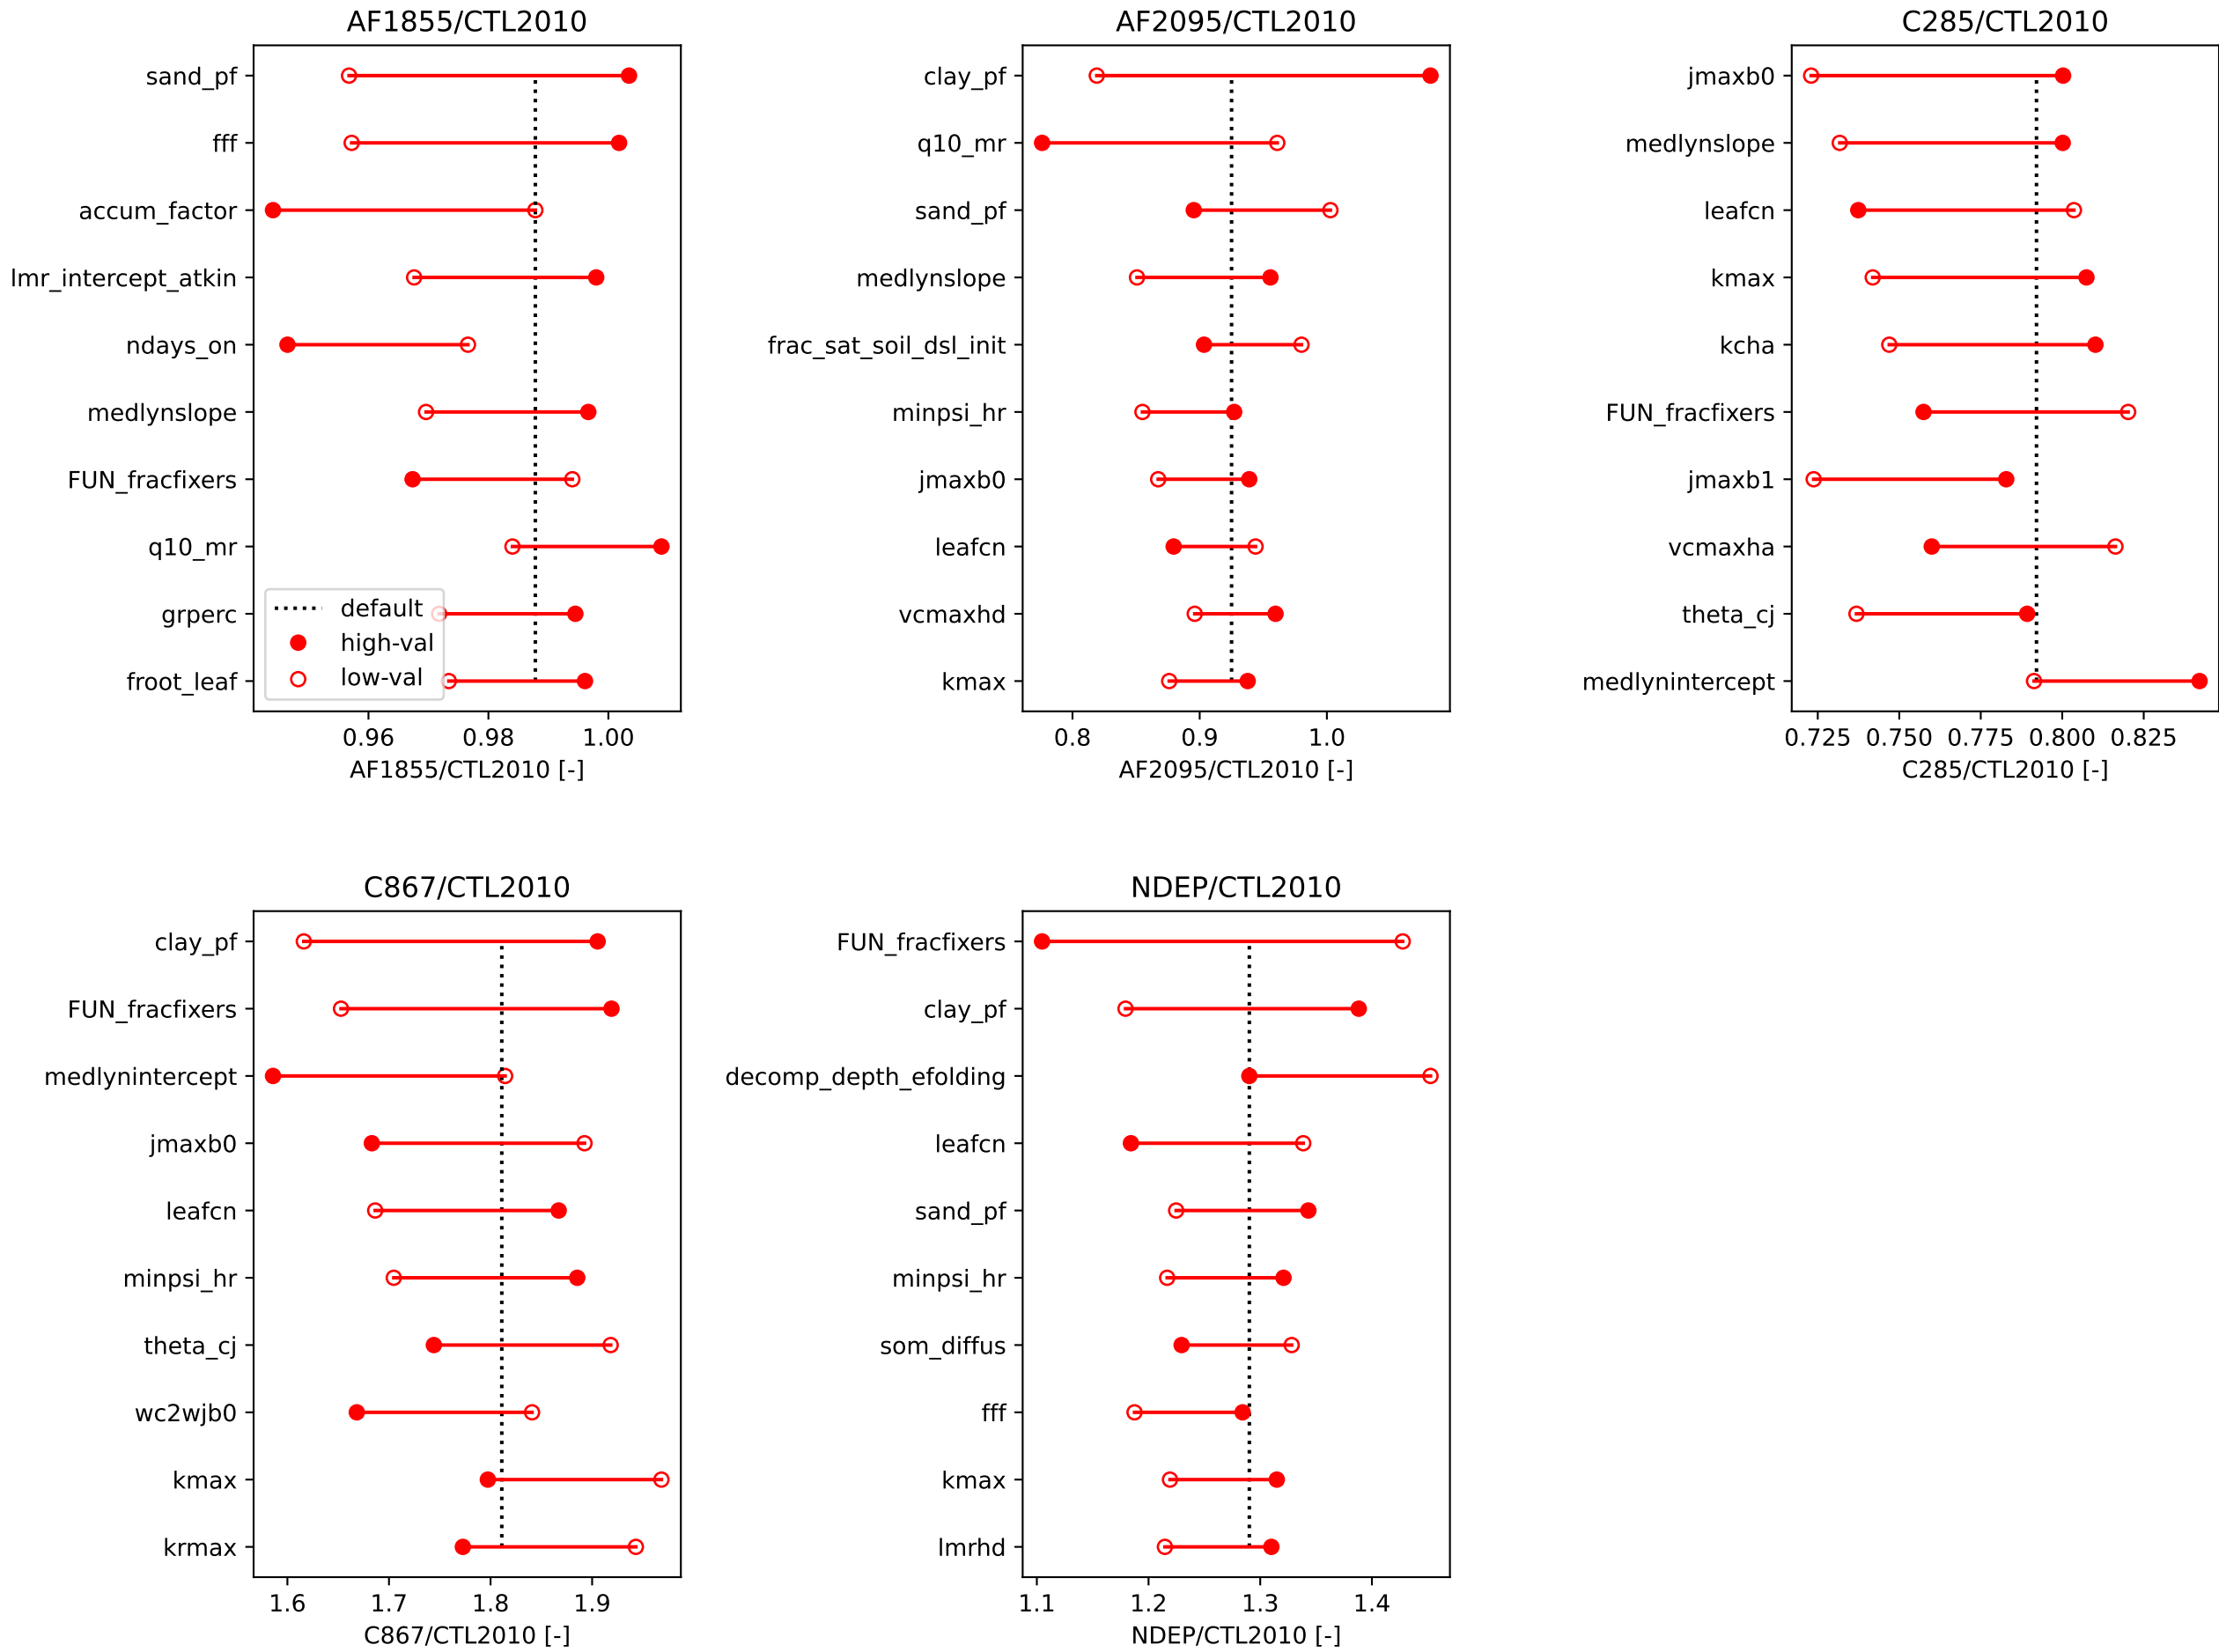 AF1855/CTL2010
sand_pf
fff
accum_factor
lmr_intercept_atkin
ndays_on
medlynslope
FUN_fracfixers
q10_mr
grperc
froot_leaf
default
high-val
low-val
0.96 0.98 1.00
AF1855/CTL2010 [-]
AF2095/CTL2010
clay_pf
q10_mr
sand_pf
medlynslope
frac_sat_soil_dsl_init
minpsi_hr
jmaxb0
leafcn
vcmaxhd
kmax
0.8 0.9 1.0
AF2095/CTL2010 [-]
C285/CTL2010
jmaxb0
medlynslope
leafcn
kmax
kcha
FUN_fracfixers
jmaxb1
vcmaxha
theta_cj
medlynintercept
0.725 0.750 0.775 0.800 0.825
C285/CTL2010 [-]
C867/CTL2010
clay_pf
FUN_fracfixers
medlynintercept
jmaxb0
leafcn
minpsi_hr
theta_cj
wc2wjb0
kmax
krmax
1.6 1.7 1.8 1.9
C867/CTL2010 [-]
NDEP/CTL2010
FUN_fracfixers
clay_pf
decomp_depth_efolding
leafcn
sand_pf
minpsi_hr
som_diffus
fff
kmax
lmrhd
1.1 1.2 1.3 1.4
NDEP/CTL2010 [-]